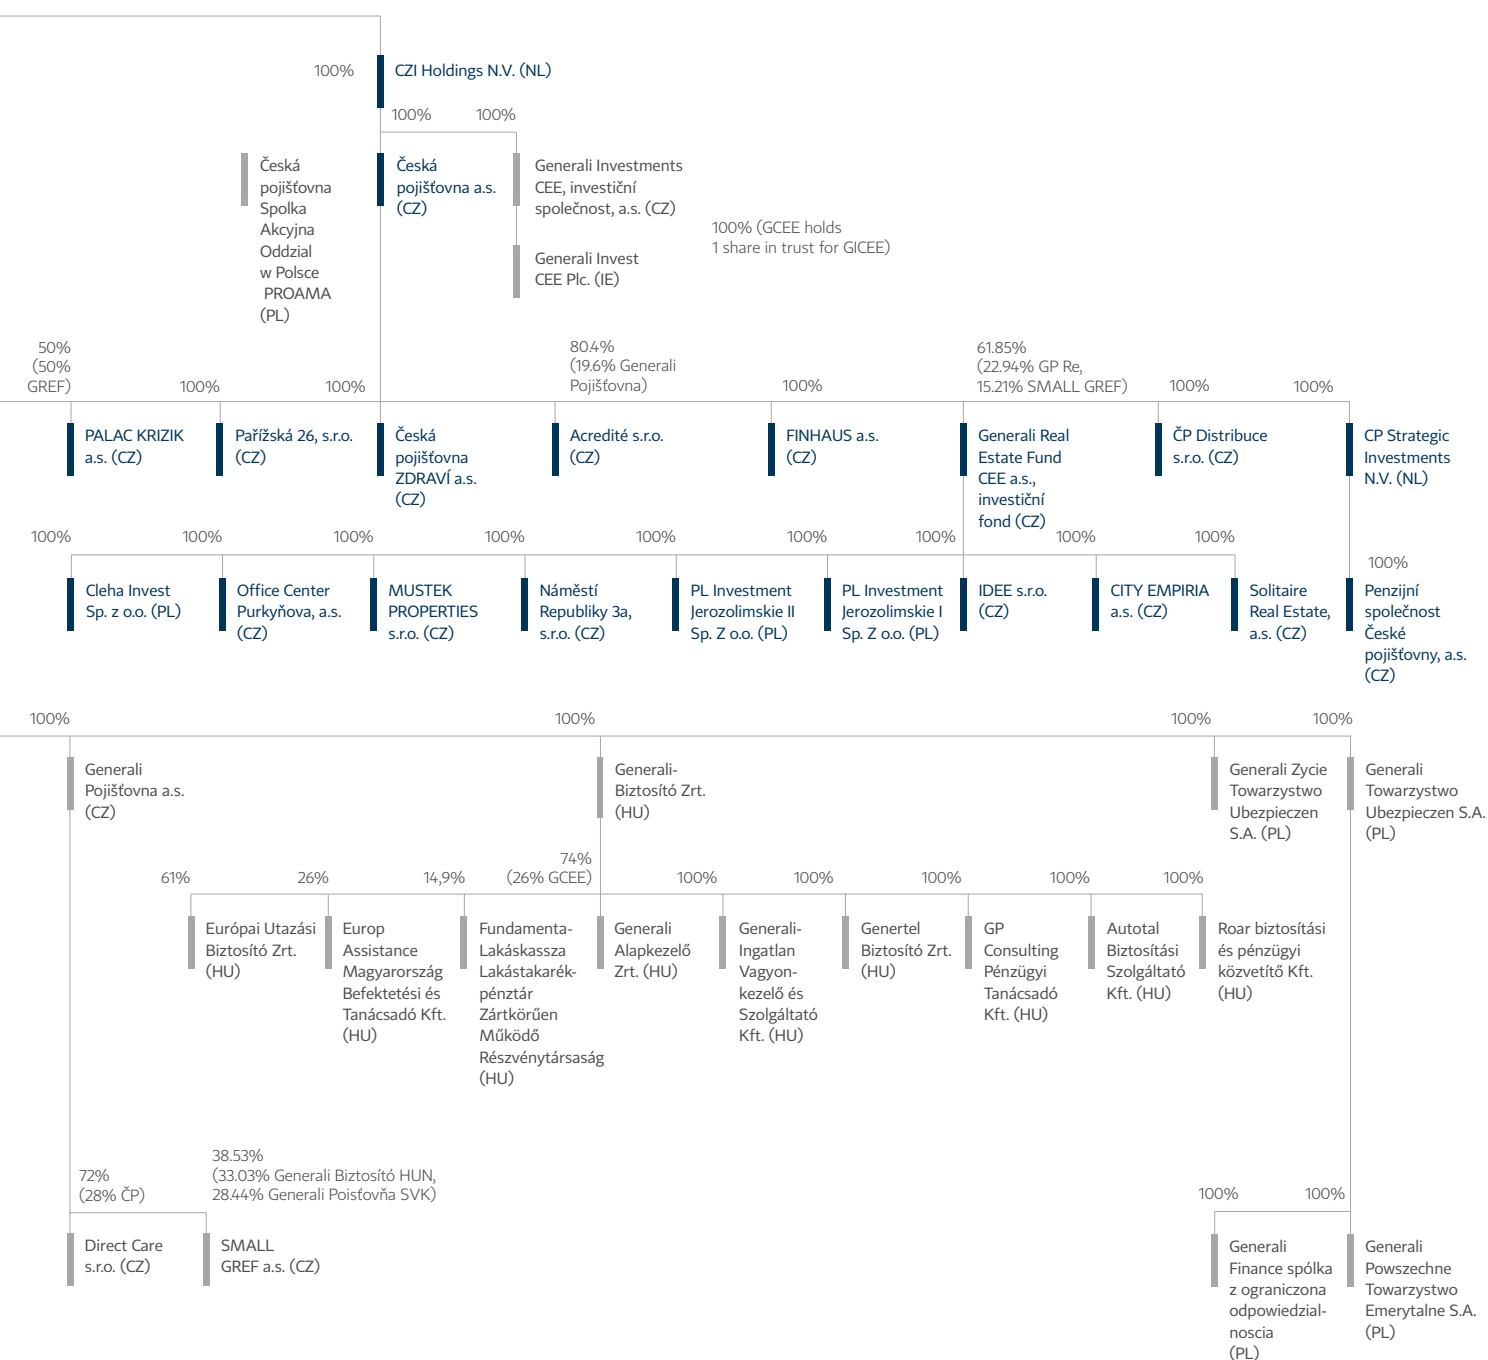 100%
CZI Holdings N.V. (NL)
100%
100%
Česká
pojišťovna
Spolka
Akcyjna
Oddzial
w Polsce
PROAMA
(PL)
Česká
pojišťovna a.s.
(CZ)
Generali Investments
CEE, investiční
společnost, a.s. (CZ)
100% (GCEE holds
1 share in trust for GICEE)
Generali Invest
CEE Plc. (IE)
50%
(50%
GREF)
100%
100%
80.4%
(19.6% Generali
Pojišťovna)
100%
61.85%
(22.94% GP Re,
15.21% SMALL GREF)
100%
100%
PALAC KRIZIK
a.s. (CZ)
Pařížská 26, s.r.o.
(CZ)
Česká
pojišťovna
ZDRAVÍ a.s.
(CZ)
Acredité s.r.o.
(CZ)
FINHAUS a.s.
(CZ)
Generali Real
Estate Fund
CEE a.s.,
investiční
fond (CZ)
ČP Distribuce
s.r.o. (CZ)
CP Strategic
Investments
N.V. (NL)
100%
100%
100%
100%
100%
100%
100%
100%
100%
100%
Cleha Invest
Sp. z o.o. (PL)
Office Center
Purkyňova, a.s.
(CZ)
MUSTEK
PROPERTIES
s.r.o. (CZ)
Náměstí
Republiky 3a,
s.r.o. (CZ)
PL Investment
Jerozolimskie II
Sp. Z o.o. (PL)
PL Investment
Jerozolimskie I
Sp. Z o.o. (PL)
IDEE s.r.o.
(CZ)
CITY EMPIRIA
a.s. (CZ)
Solitaire
Real Estate,
a.s. (CZ)
Penzijní
společnost
České
pojišťovny, a.s.
(CZ)
100%
100%
100%
100%
Generali
Pojišťovna a.s.
(CZ)
Generali-
Biztosító Zrt.
(HU)
Generali Zycie
Towarzystwo
Ubezpieczen
S.A. (PL)
Generali
Towarzystwo
Ubezpieczen S.A.
(PL)
61%
26%
14,9%
74%
(26% GCEE)
100%
100%
100%
100%
100%
Európai Utazási
Biztosító Zrt.
(HU)
Europ
Assistance
Magyarország
Befektetési és
Tanácsadó Kft.
(HU)
Fundamenta-
Lakáskassza
Lakástakarék-
pénztár
Zártkörűen
Működő
Részvénytársaság
(HU)
Generali
Alapkezelő
Zrt. (HU)
Generali-
Ingatlan
Vagyon-
kezelő és
Szolgáltató
Kft. (HU)
Genertel
Biztosító Zrt.
(HU)
GP
Consulting
Pénzügyi
Tanácsadó
Kft. (HU)
Autotal
Biztosítási
Szolgáltató
Kft. (HU)
Roar biztosítási
és pénzügyi
közvetítő Kft.
(HU)
72%
(28% ČP)
38.53%
(33.03% Generali Biztosító HUN,
28.44% Generali Poisťovňa SVK)
100%
100%
Direct Care
s.r.o. (CZ)
SMALL
GREF a.s. (CZ)
Generali
Finance spólka
z ograniczona
odpowiedzial-
noscia
(PL)
Generali
Powszechne
Towarzystwo
Emerytalne S.A.
(PL)